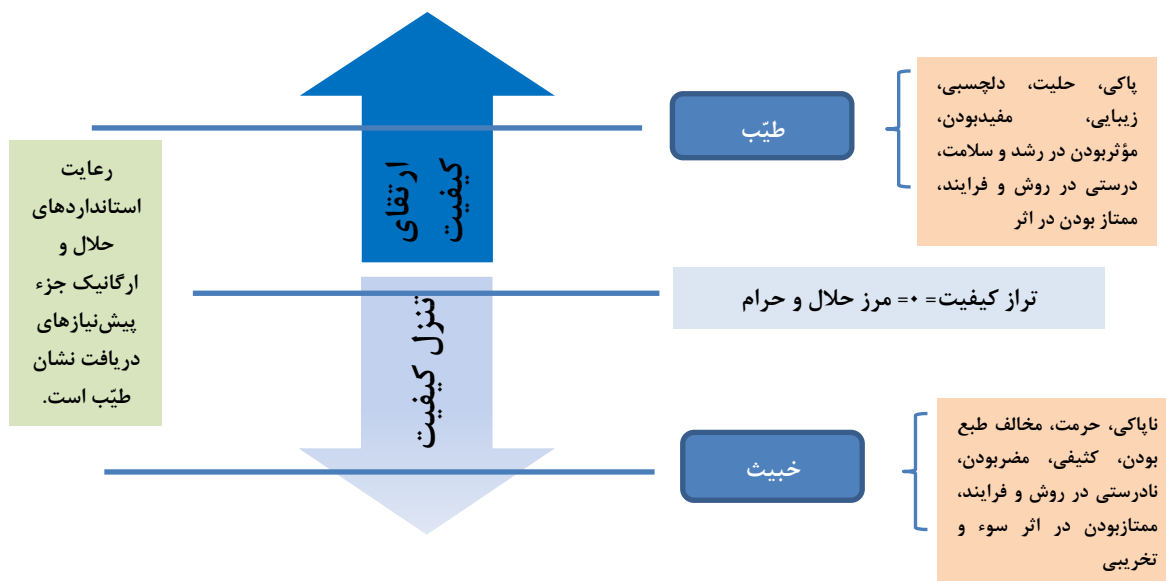 پاکی، حلیت، دلچسبی،
زیبایی، مفیدبودن،
مؤثربودن در رشد و سلامت،
درستی در روش و فرایند،
ممتاز بودن در اثر
طیّب
ارتقای
کیفیت
رعایت
استانداردهای
حلال و
ارگانیک جزء
پیش‌نیازهای
دریافت نشان
طیّب است.
تراز کیفیت= ۰= مرز حلال و حرام
تنزل کیفیت
ناپاکی، حرمت، مخالف طبع
بودن، کثیفی، مضربودن،
نادرستی در روش و فرایند،
ممتازبودن در اثر سوء و
تخریبی
خبیث